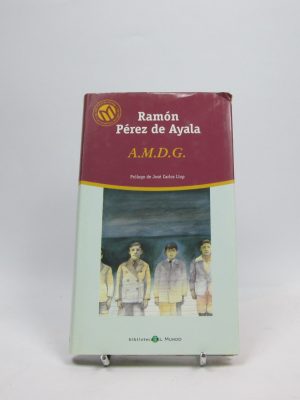 Ramón
Pérez de Ayala
A.M.D.G.
Prólogo de José Carlos Llop
biblioteca EL MUNDO